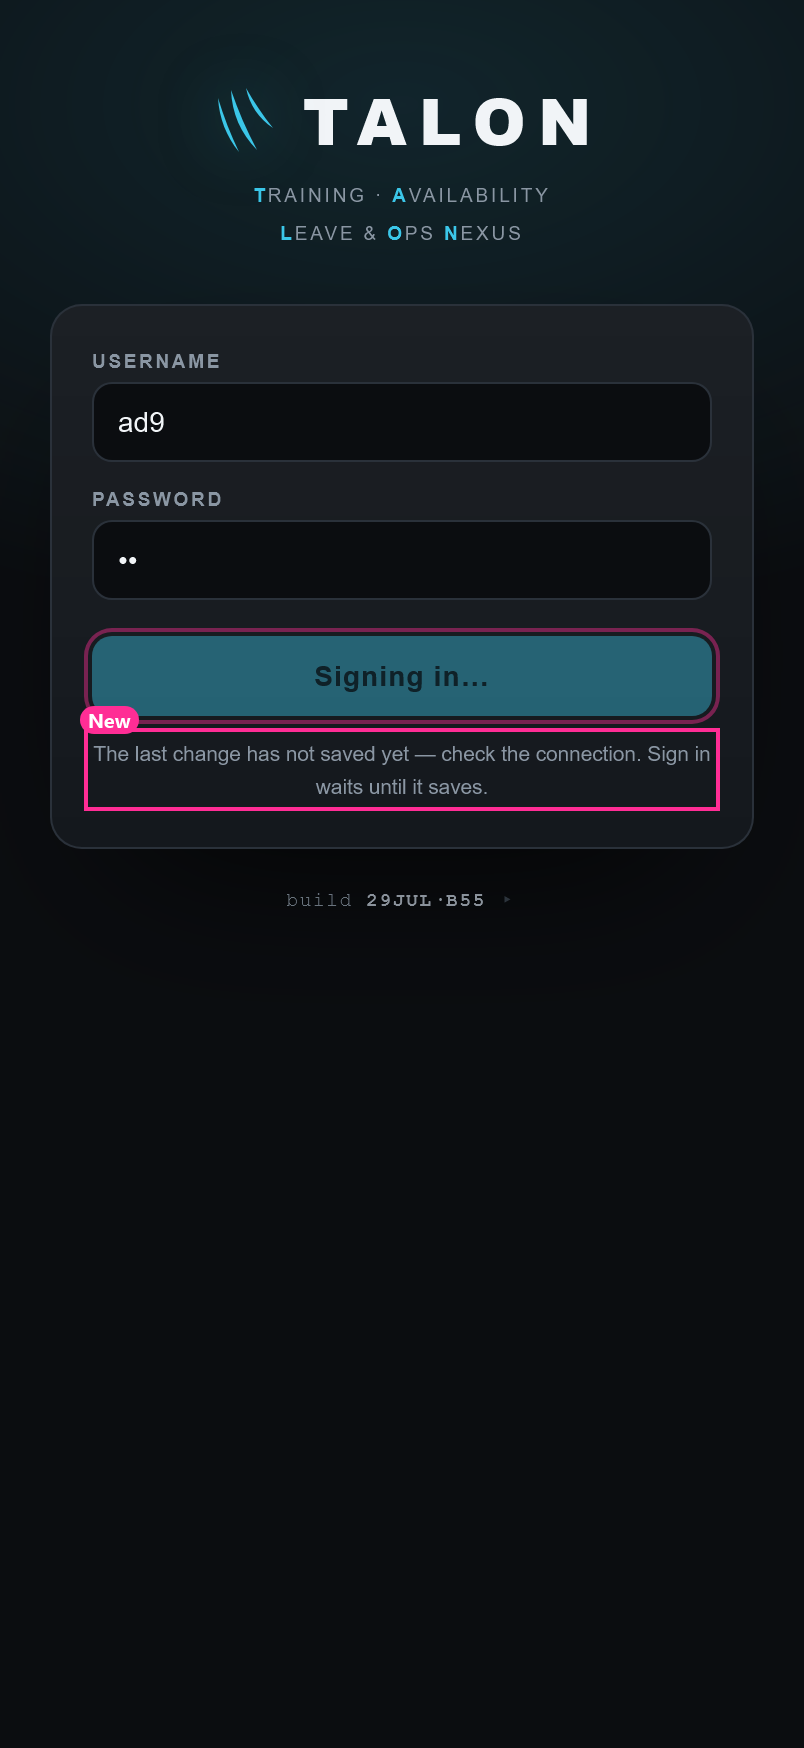 TALON
TRAINING · AVAILABILITY
LEAVE & OPS NEXUS
USERNAME
ad9
PASSWORD
••
Signing in...
New
The last change has not saved yet — check the connection. Sign in
waits until it saves.
build 29JUL·B55 ▸